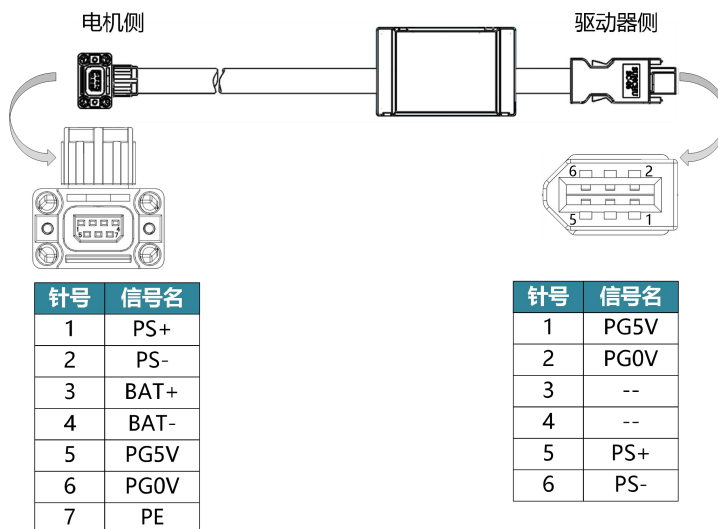 电机侧
驱动器侧
1 4
5 7
6 2
5 1
针号 信号名
1 PS+
2 PS-
3 BAT+
4 BAT-
5 PG5V
6 PG0V
7 PE
针号 信号名
1 PG5V
2 PG0V
3 --
4 --
5 PS+
6 PS-